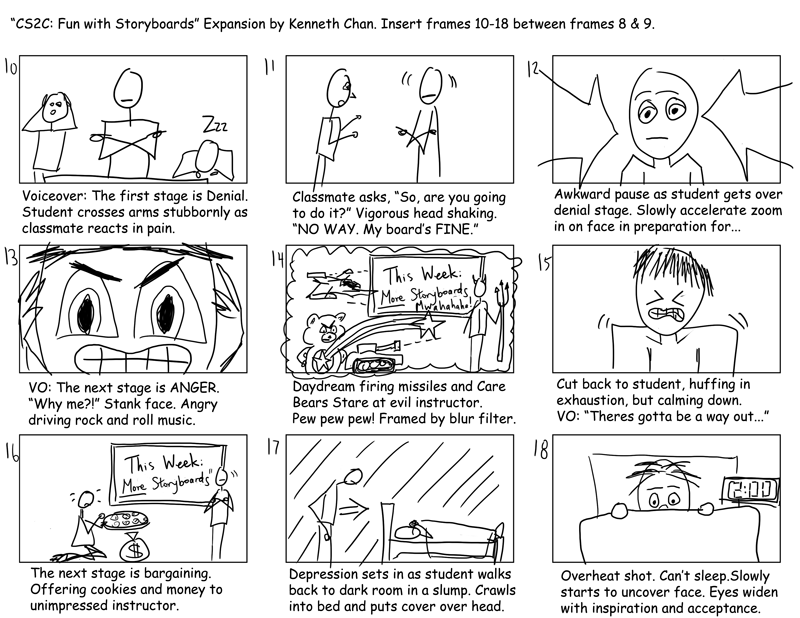 "CS2C: Fun with Storyboards" Expansion by Kenneth Chan. Insert frames 10-18 between frames 8 & 9.
10
Zzz
Voiceover: The first stage is Denial.
Student crosses arms stubbornly as
classmate reacts in pain.
11
Classmate asks, "So, are you going
to do it?" Vigorous head shaking.
"NO WAY. My board's FINE."
12
Awkward pause as student gets over
denial stage. Slowly accelerate zoom
in on face in preparation for...
13
VO: The next stage is ANGER.
"Why me?!" Stank face. Angry
driving rock and roll music.
14
This Week:
More Storyboards
Mwahahaha!
Daydream firing missiles and Care
Bears Stare at evil instructor.
Pew pew pew! Framed by blur filter.
15
Cut back to student, huffing in
exhaustion, but calming down.
VO: "Theres gotta be a way out..."
16
This Week:
More Storyboards
$
The next stage is bargaining.
Offering cookies and money to
unimpressed instructor.
17
Depression sets in as student walks
back to dark room in a slump. Crawls
into bed and puts cover over head.
18
2:00
Overheat shot. Can't sleep.Slowly
starts to uncover face. Eyes widen
with inspiration and acceptance.